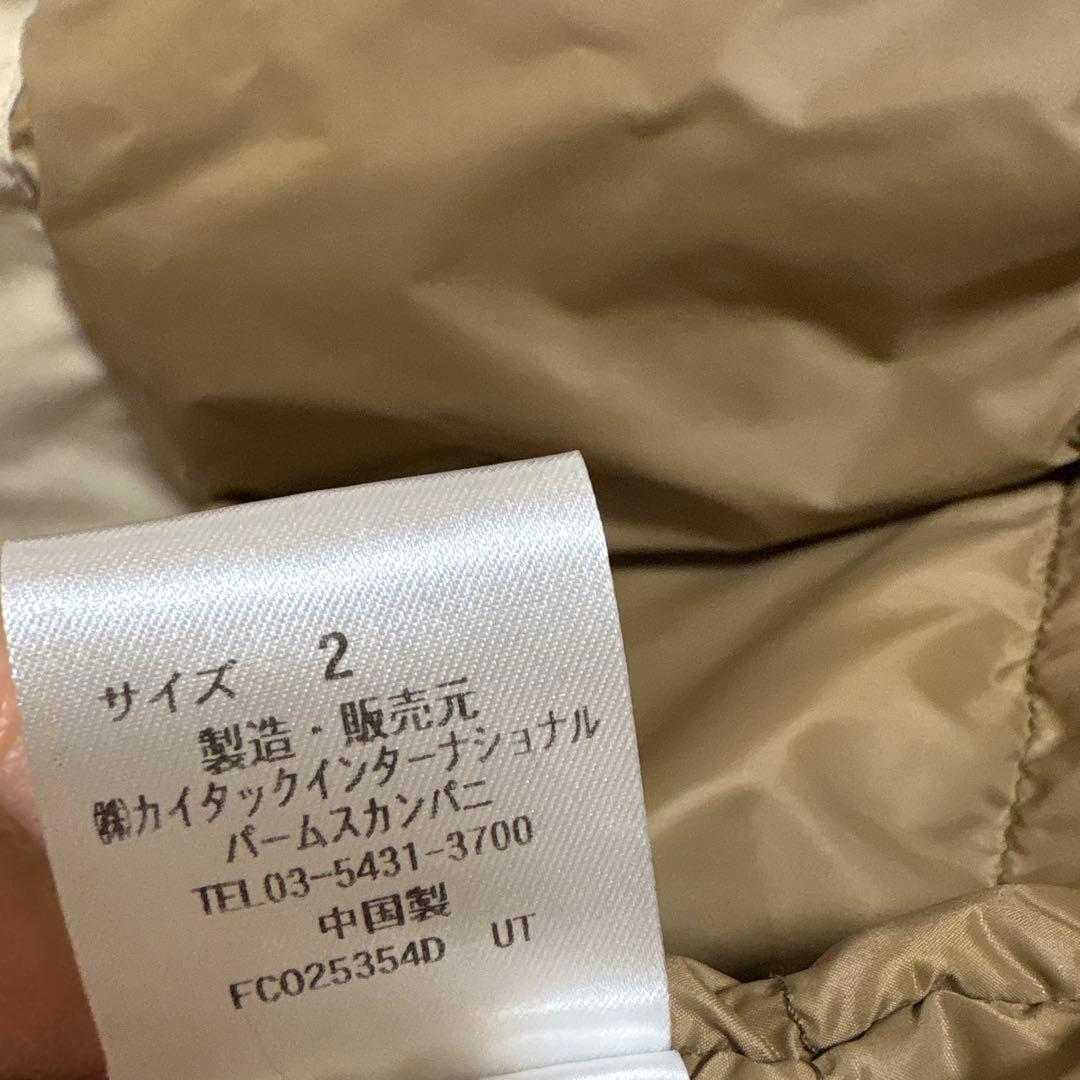 サイズ 2
製造・販売元
㈱カイタックインターナショナル
パームスカンパニ
TEL03-5431-3700
中国製
FC025354D UT